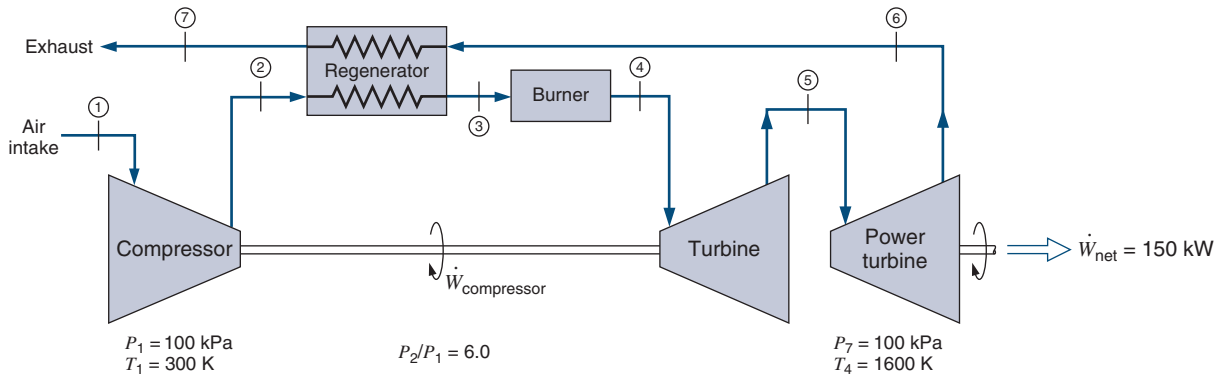 7
6
Exhaust
Regenerator
2
4
Burner
5
1
3
Air
intake
Compressor
Turbine
Power
turbine
Ẇnet = 150 kW
Ẇcompressor
P1 = 100 kPa
T1 = 300 K
P2/P1 = 6.0
P7 = 100 kPa
T4 = 1600 K